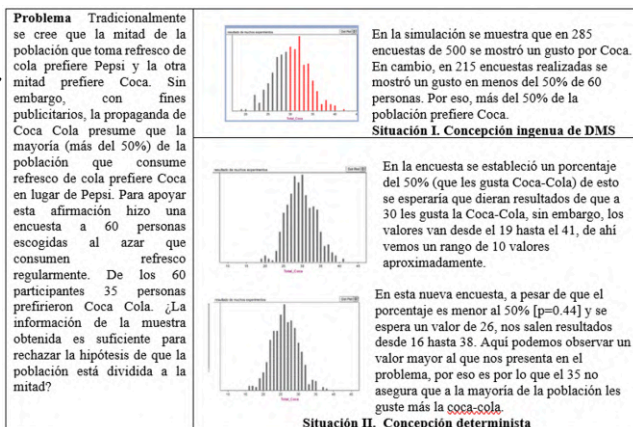 Problema Tradicionalmente
se cree que la mitad de la
población que toma refresco de
cola prefiere Pepsi y la otra
mitad prefiere Coca. Sin
embargo, con fines
publicitarios, la propaganda de
Coca Cola presume que la
mayoría (más del 50%) de la
población que consume
refresco de cola prefiere Coca
en lugar de Pepsi. Para apoyar
esta afirmación hizo una
encuesta a 60 personas
escogidas al azar que
consumen refresco
regularmente. De los 60
participantes 35 personas
prefirieron Coca Cola. ¿La
información de la muestra
obtenida es suficiente para
rechazar la hipótesis de que la
población está dividida a la
mitad?
En la simulación se muestra que en 285
encuestas de 500 se mostró un gusto por Coca.
En cambio, en 215 encuestas realizadas se
mostró un gusto en menos del 50% de 60
personas. Por eso, más del 50% de la
población prefiere Coca.
Situación I. Concepción ingenua de DMS
En la encuesta se estableció un porcentaje
del 50% (que les gusta Coca-Cola) de esto
se esperaría que dieran resultados de que a
30 les gusta la Coca-Cola, sin embargo, los
valores van desde el 19 hasta el 41, de ahí
vemos un rango de 10 valores
aproximadamente.
En esta nueva encuesta, a pesar de que el
porcentaje es menor al 50% [p=0.44] y se
espera un valor de 26, nos salen resultados
desde 16 hasta 38. Aquí podemos observar un
valor mayor al que nos presenta en el
problema, por eso es por lo que el 35 no
asegura que a la mayoría de la población les
guste más la coca-cola.
Situación II. Concepción determinista